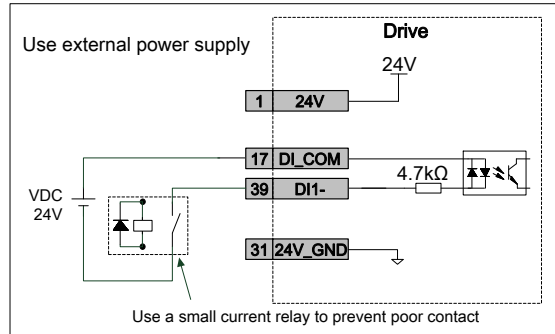 Use external power supply
Drive
24V
1 24V
17 DI_COM
4.7kΩ
39 DI1-
VDC
24V
31 24V_GND
Use a small current relay to prevent poor contact